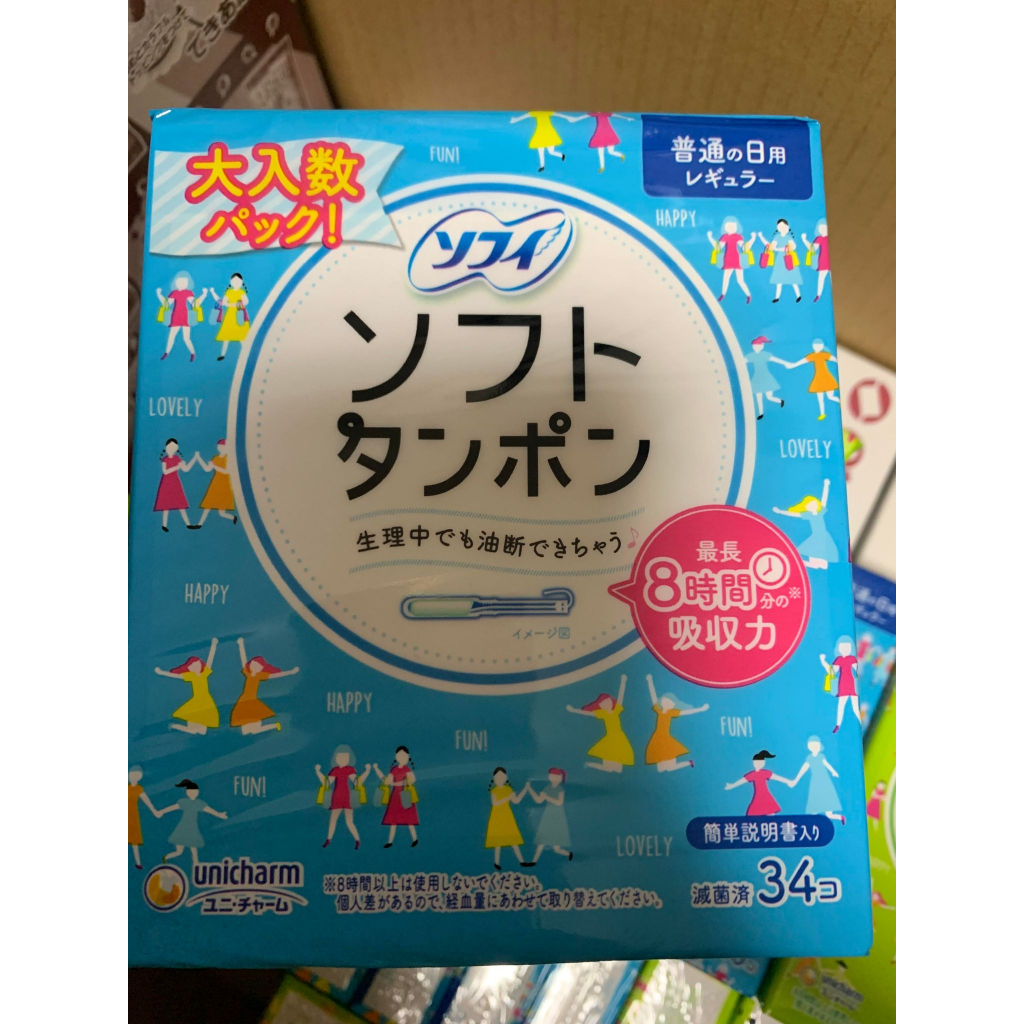 大入数
パック!
FUN!
普通の日用
レギュラー
HAPPY
ソフィ
ソフト
タンポン
LOVELY
LOVELY
生理中でも油断できちゃう♪
最長
8時間分の※
吸収力
イメージ図
HAPPY
HAPPY
FUN!
FUN!
FUN!
LOVELY
簡単説明書入り
unicharm
ユニ・チャーム
※8時間以上は使用しないでください。
個人差があるので、経血量にあわせて取り替えてください。
滅菌済 34コ
unicharm